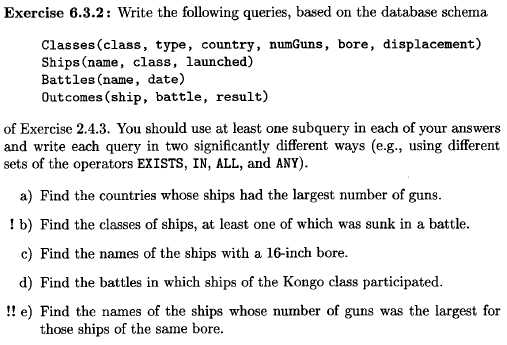 Exercise 6.3.2: Write the following queries, based on the database schema
Classes(class, type, country, numGuns, bore, displacement)
Ships(name, class, launched)
Battles(name, date)
Outcomes(ship, battle, result)
of Exercise 2.4.3. You should use at least one subquery in each of your answers
and write each query in two significantly different ways (e.g., using different
sets of the operators EXISTS, IN, ALL, and ANY).
a) Find the countries whose ships had the largest number of guns.
! b) Find the classes of ships, at least one of which was sunk in a battle.
c) Find the names of the ships with a 16-inch bore.
d) Find the battles in which ships of the Kongo class participated.
!! e) Find the names of the ships whose number of guns was the largest for
those ships of the same bore.